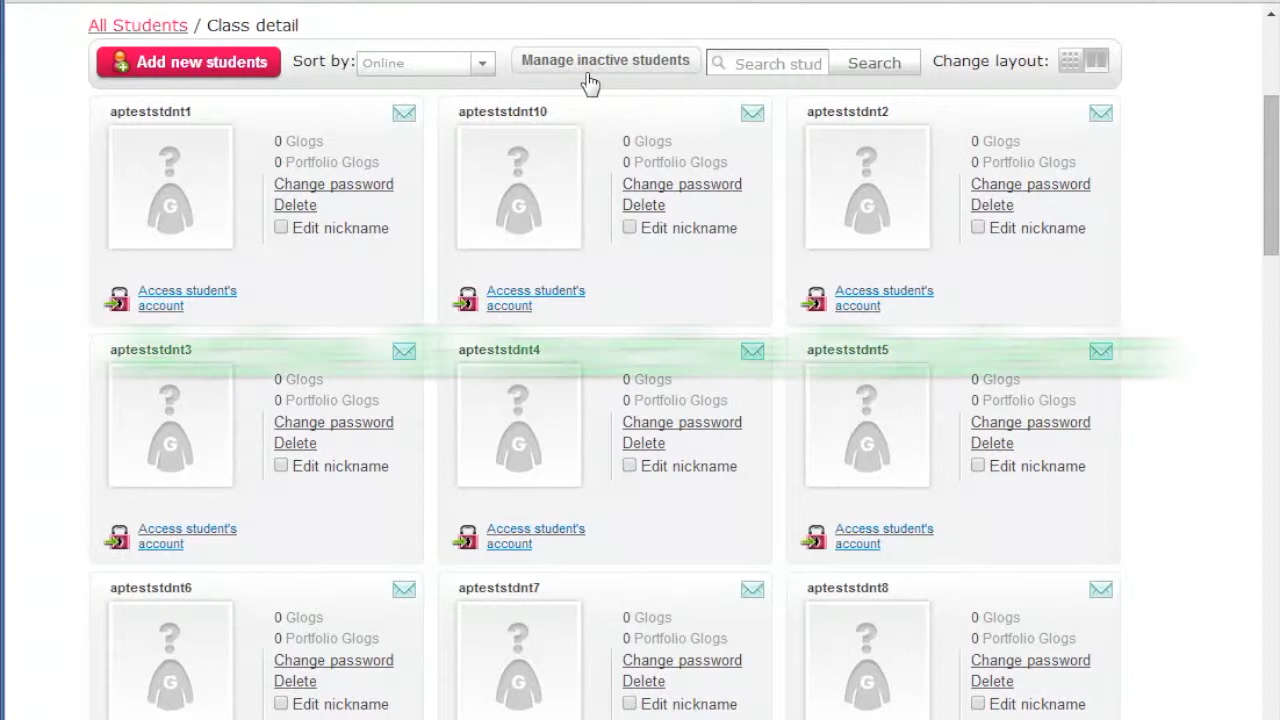 All Students / Class detail
Add new students Sort by: Online Manage inactive students Search stud Search Change layout:
apteststdnt1 apteststdnt10 apteststdnt2
0 Glogs 0 Glogs 0 Glogs
0 Portfolio Glogs 0 Portfolio Glogs 0 Portfolio Glogs
Change password Change password Change password
G G G
Delete Delete Delete
Edit nickname Edit nickname Edit nickname
Access student's Access student's Access student's
account account account
apteststdnt3 apteststdnt4 apteststdnt5
0 Glogs 0 Glogs 0 Glogs
0 Portfolio Glogs 0 Portfolio Glogs 0 Portfolio Glogs
Change password Change password Change password
G G G
Delete Delete Delete
Edit nickname Edit nickname Edit nickname
Access student's Access student's Access student's
account account account
apteststdnt6 apteststdnt7 apteststdnt8
0 Glogs 0 Glogs 0 Glogs
0 Portfolio Glogs 0 Portfolio Glogs 0 Portfolio Glogs
Change password Change password Change password
G G G
Delete Delete Delete
Edit nickname Edit nickname Edit nickname